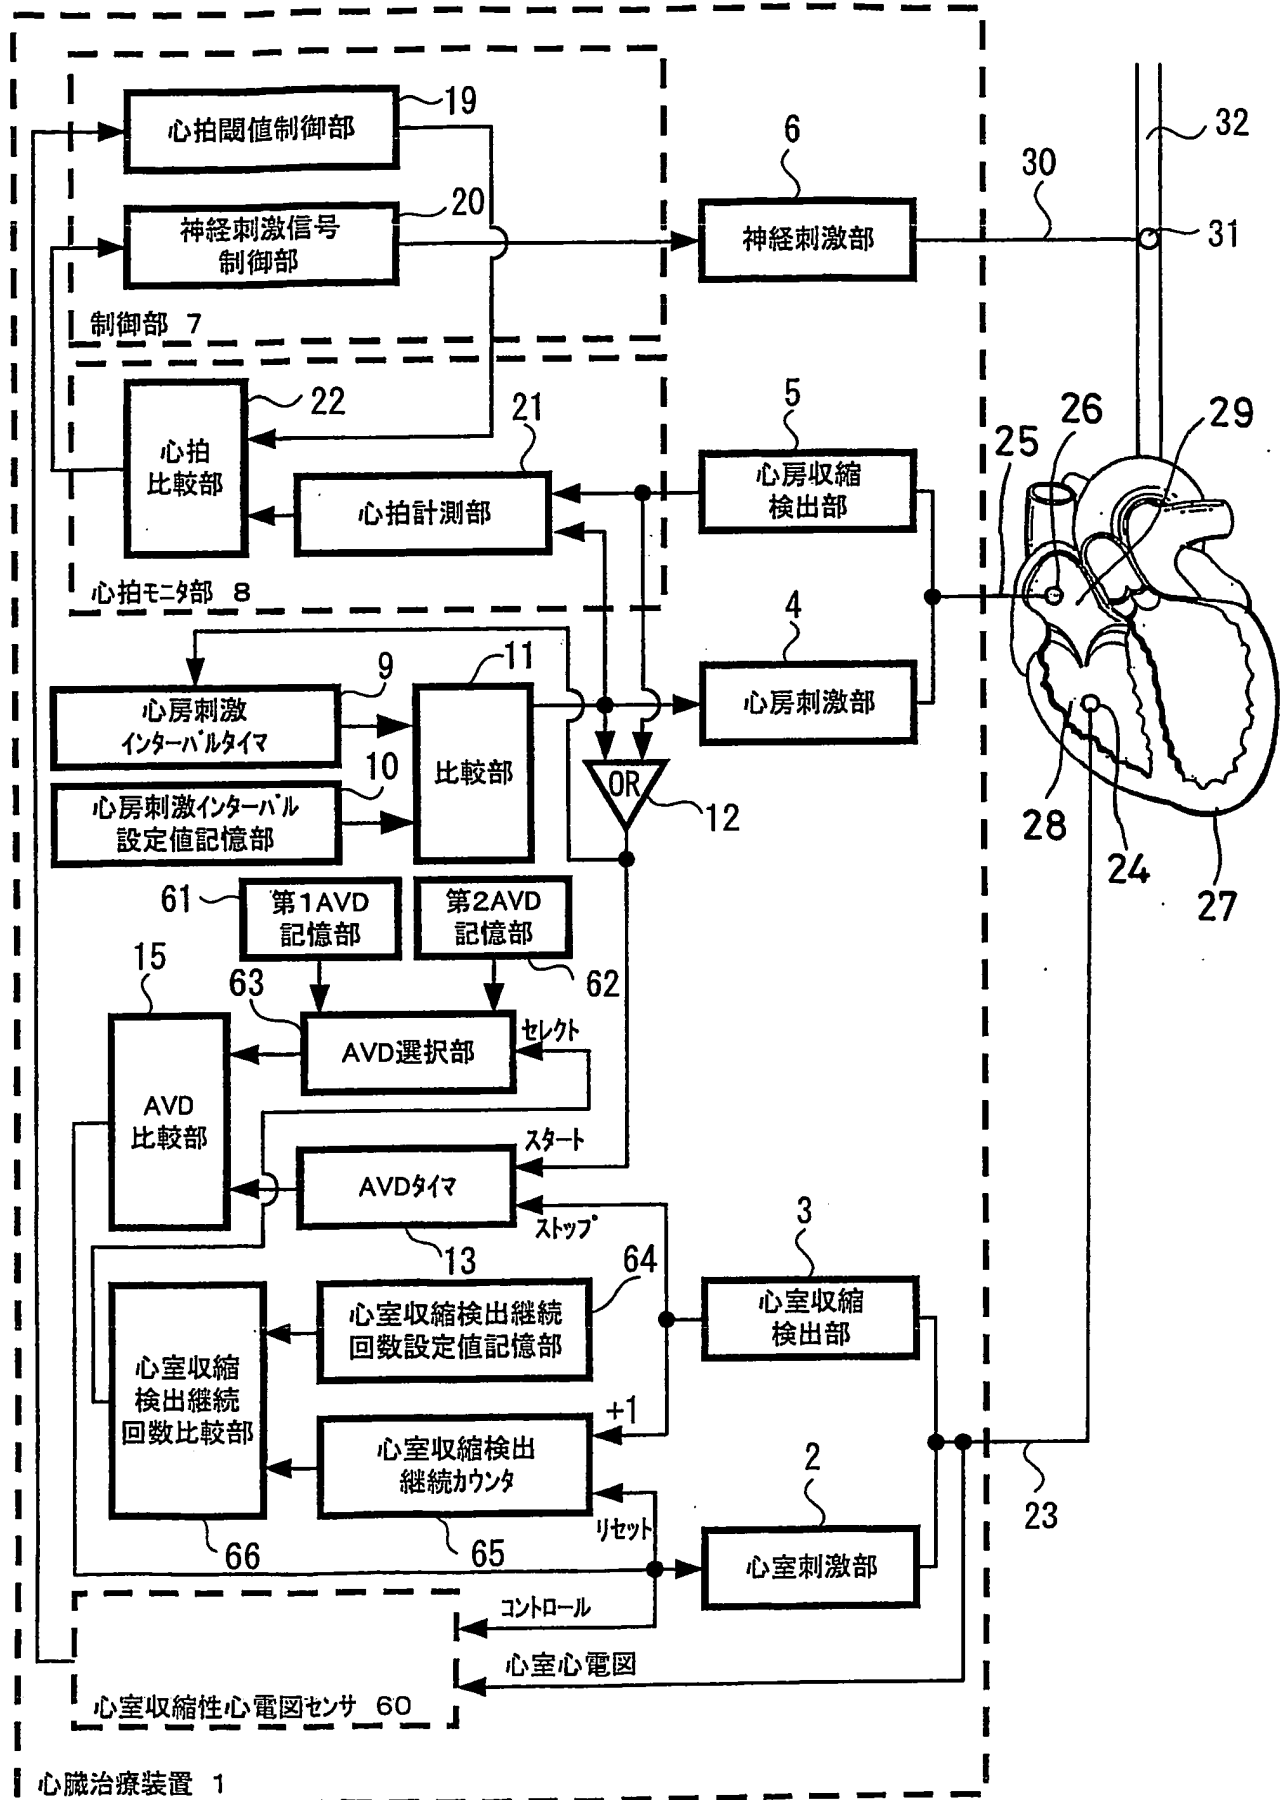 19
心拍閾値制御部
20
神経刺激信号
制御部
制御部 7
6
神経刺激部
30
32
31
22
心拍
比較部
21
心拍計測部
心拍モニタ部 8
5
心房収縮
検出部
4
心房刺激部
25
26
29
28
24
27
9
心房刺激
インターバルタイマ
10
心房刺激インターバル
設定値記憶部
11
比較部
OR
12
61
第1AVD
記憶部
第2AVD
記憶部
62
15
AVD
比較部
63
AVD選択部
セレクト
スタート
AVDタイマ
ストップ
13
3
心室収縮
検出部
64
心室収縮検出継続
回数設定値記憶部
心室収縮
検出継続
回数比較部
66
+1
心室収縮検出
継続カウンタ
リセット
65
2
心室刺激部
23
コントロール
心室心電図
心室収縮性心電図センサ 60
心臓治療装置 1